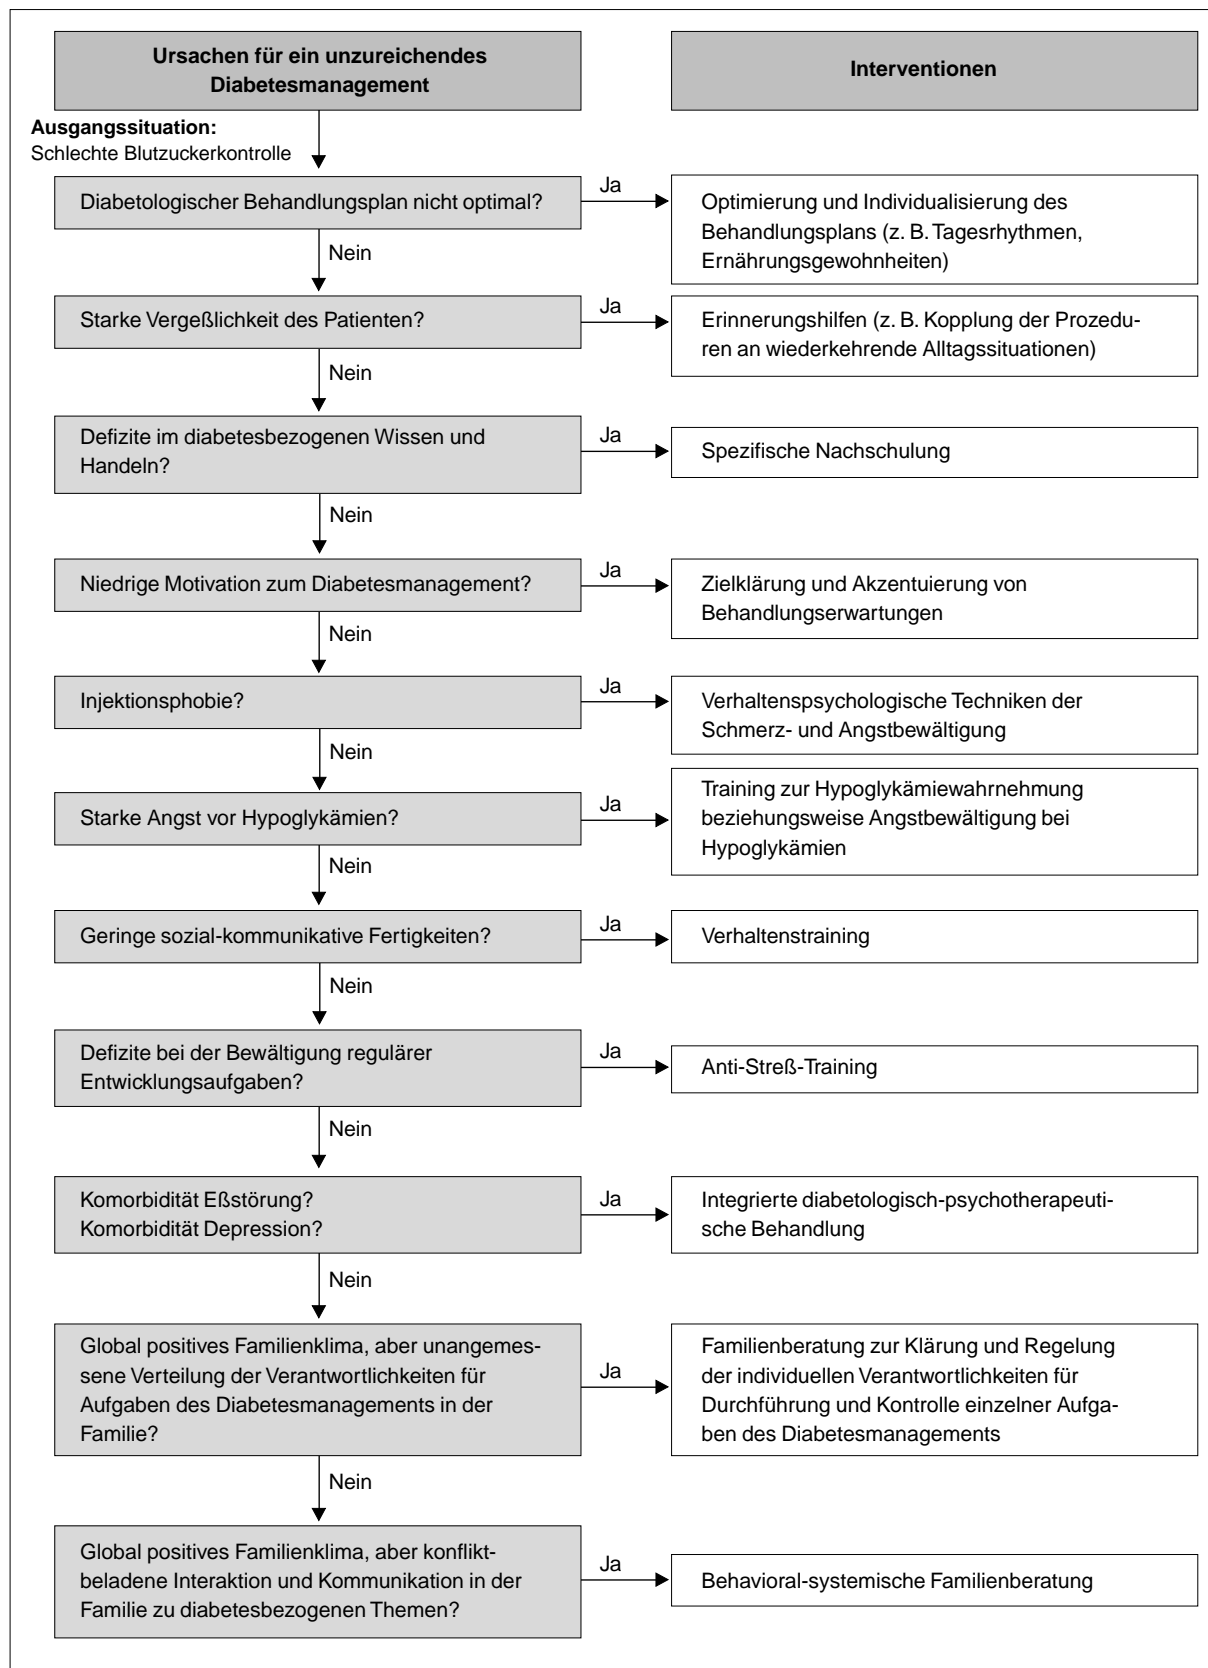 Ursachen für ein unzureichendes
Diabetesmanagement
Interventionen
Ausgangssituation:
Schlechte Blutzuckerkontrolle
Diabetologischer Behandlungsplan nicht optimal?
Ja
Optimierung und Individualisierung des
Behandlungsplans (z. B. Tagesrhythmen,
Ernährungsgewohnheiten)
Nein
Starke Vergeßlichkeit des Patienten?
Ja
Erinnerungshilfen (z. B. Kopplung der Prozedu-
ren an wiederkehrende Alltagssituationen)
Nein
Defizite im diabetesbezogenen Wissen und
Handeln?
Ja
Spezifische Nachschulung
Nein
Niedrige Motivation zum Diabetesmanagement?
Ja
Zielklärung und Akzentuierung von
Behandlungserwartungen
Nein
Injektionsphobie?
Ja
Verhaltenspsychologische Techniken der
Schmerz- und Angstbewältigung
Nein
Starke Angst vor Hypoglykämien?
Ja
Training zur Hypoglykämiewahrnehmung
beziehungsweise Angstbewältigung bei
Hypoglykämien
Nein
Geringe sozial-kommunikative Fertigkeiten?
Ja
Verhaltenstraining
Nein
Defizite bei der Bewältigung regulärer
Entwicklungsaufgaben?
Ja
Anti-Streß-Training
Nein
Komorbidität Eßstörung?
Komorbidität Depression?
Ja
Integrierte diabetologisch-psychotherapeuti-
sche Behandlung
Nein
Global positives Familienklima, aber unangemes-
sene Verteilung der Verantwortlichkeiten für
Aufgaben des Diabetesmanagements in der
Familie?
Ja
Familienberatung zur Klärung und Regelung
der individuellen Verantwortlichkeiten für
Durchführung und Kontrolle einzelner Aufga-
ben des Diabetesmanagements
Nein
Global positives Familienklima, aber konflikt-
beladene Interaktion und Kommunikation in der
Familie zu diabetesbezogenen Themen?
Ja
Behavioral-systemische Familienberatung